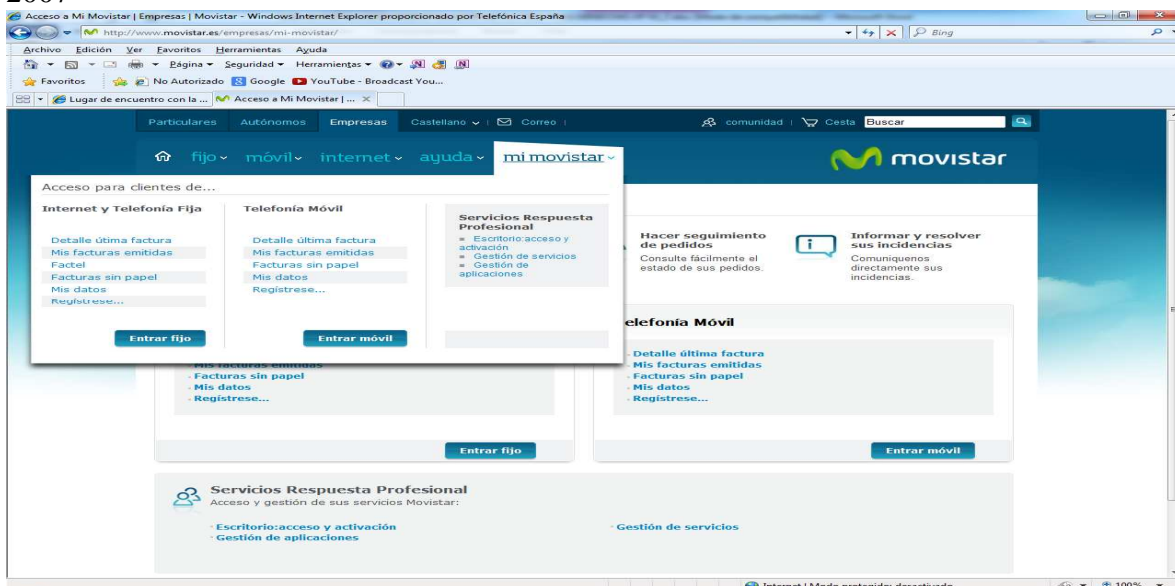 2007
Acceso a Mi Movistar | Empresas | Movistar - Windows Internet Explorer proporcionado por Telefónica España
http://www.movistar.es/empresas/mi-movistar/
Bing
Archivo Edición Ver Favoritos Herramientas Ayuda
Página Seguridad Herramientas
Favoritos No Autorizado Google YouTube - Broadcast You...
Lugar de encuentro con la ... Acceso a Mi Movistar | ...
Particulares Autónomos Empresas Castellano Correo comunidad Cesta Buscar
fijo móvil internet ayuda mi movistar movistar
Acceso para clientes de...
Internet y Telefonía Fija
Detalle útima factura
Mis facturas emitidas
Factel
Facturas sin papel
Mis datos
Regístrese...
Entrar fijo
Telefonía Móvil
Detalle última factura
Mis facturas emitidas
Facturas sin papel
Mis datos
Regístrese...
Entrar móvil
Servicios Respuesta
Profesional
Escritorio:acceso y
activación
Gestión de servicios
Gestión de
aplicaciones
Hacer seguimiento
de pedidos
Consulte fácilmente el
estado de sus pedidos.
Informar y resolver
sus incidencias
Comuníquenos
directamente sus
incidencias.
Mis facturas emitidas
Facturas sin papel
Mis datos
Regístrese...
Entrar fijo
elefonía Móvil
Detalle última factura
Mis facturas emitidas
Facturas sin papel
Mis datos
Regístrese...
Entrar móvil
Servicios Respuesta Profesional
Acceso y gestión de sus servicios Movistar:
Escritorio:acceso y activación
Gestión de servicios
Gestión de aplicaciones
Internet | Modo protegido: desactivado
100%